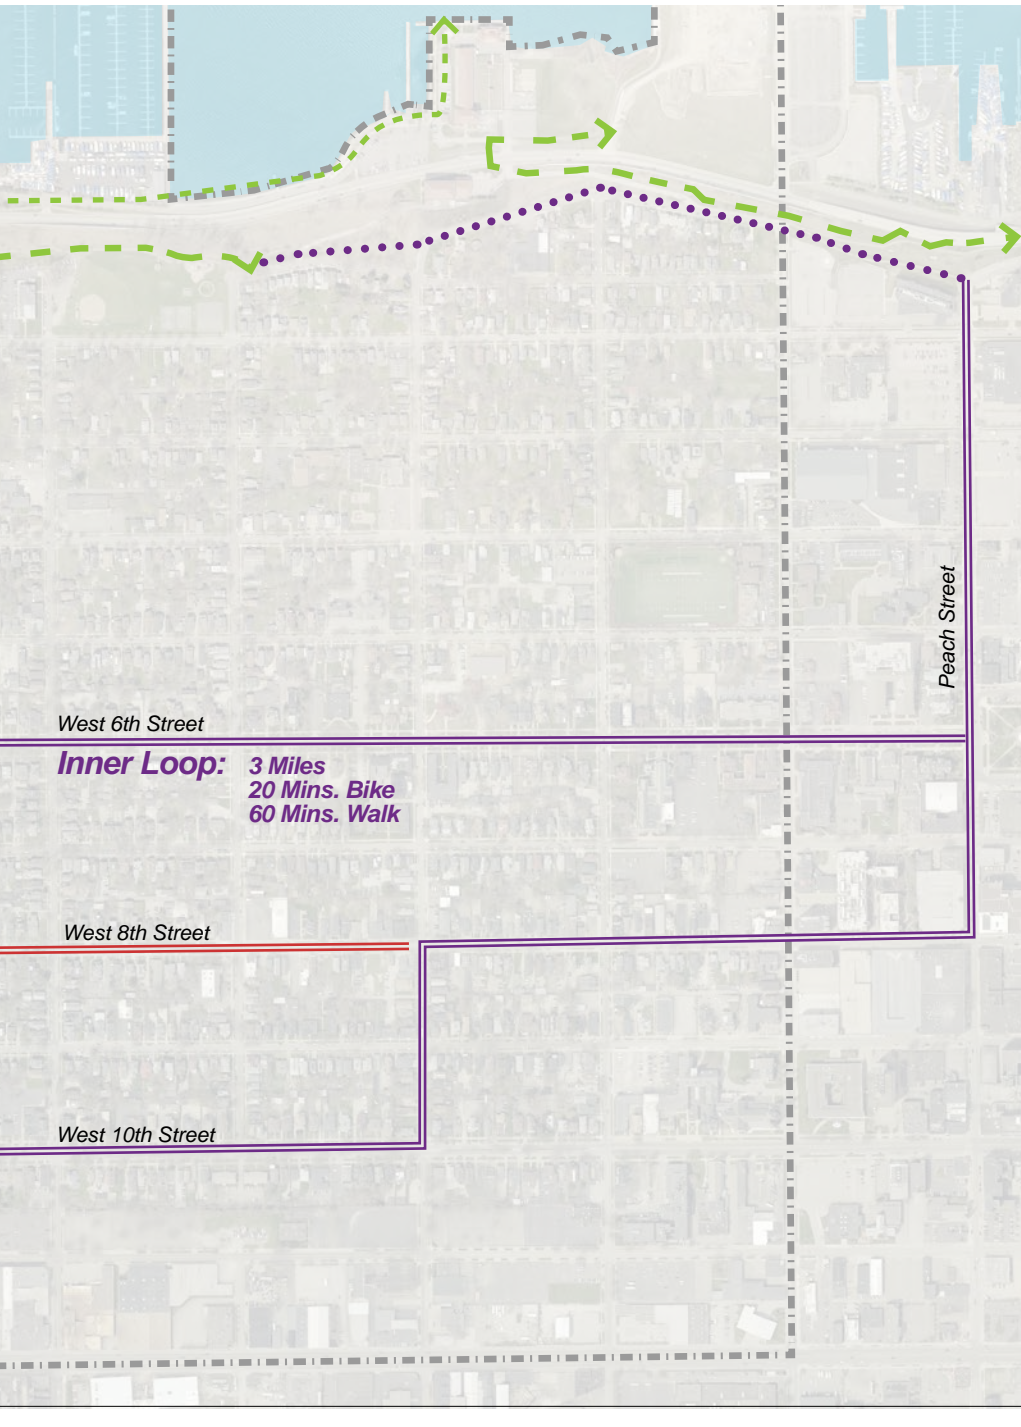 Peach Street
West 6th Street
Inner Loop: 3 Miles
20 Mins. Bike
60 Mins. Walk
West 8th Street
West 10th Street